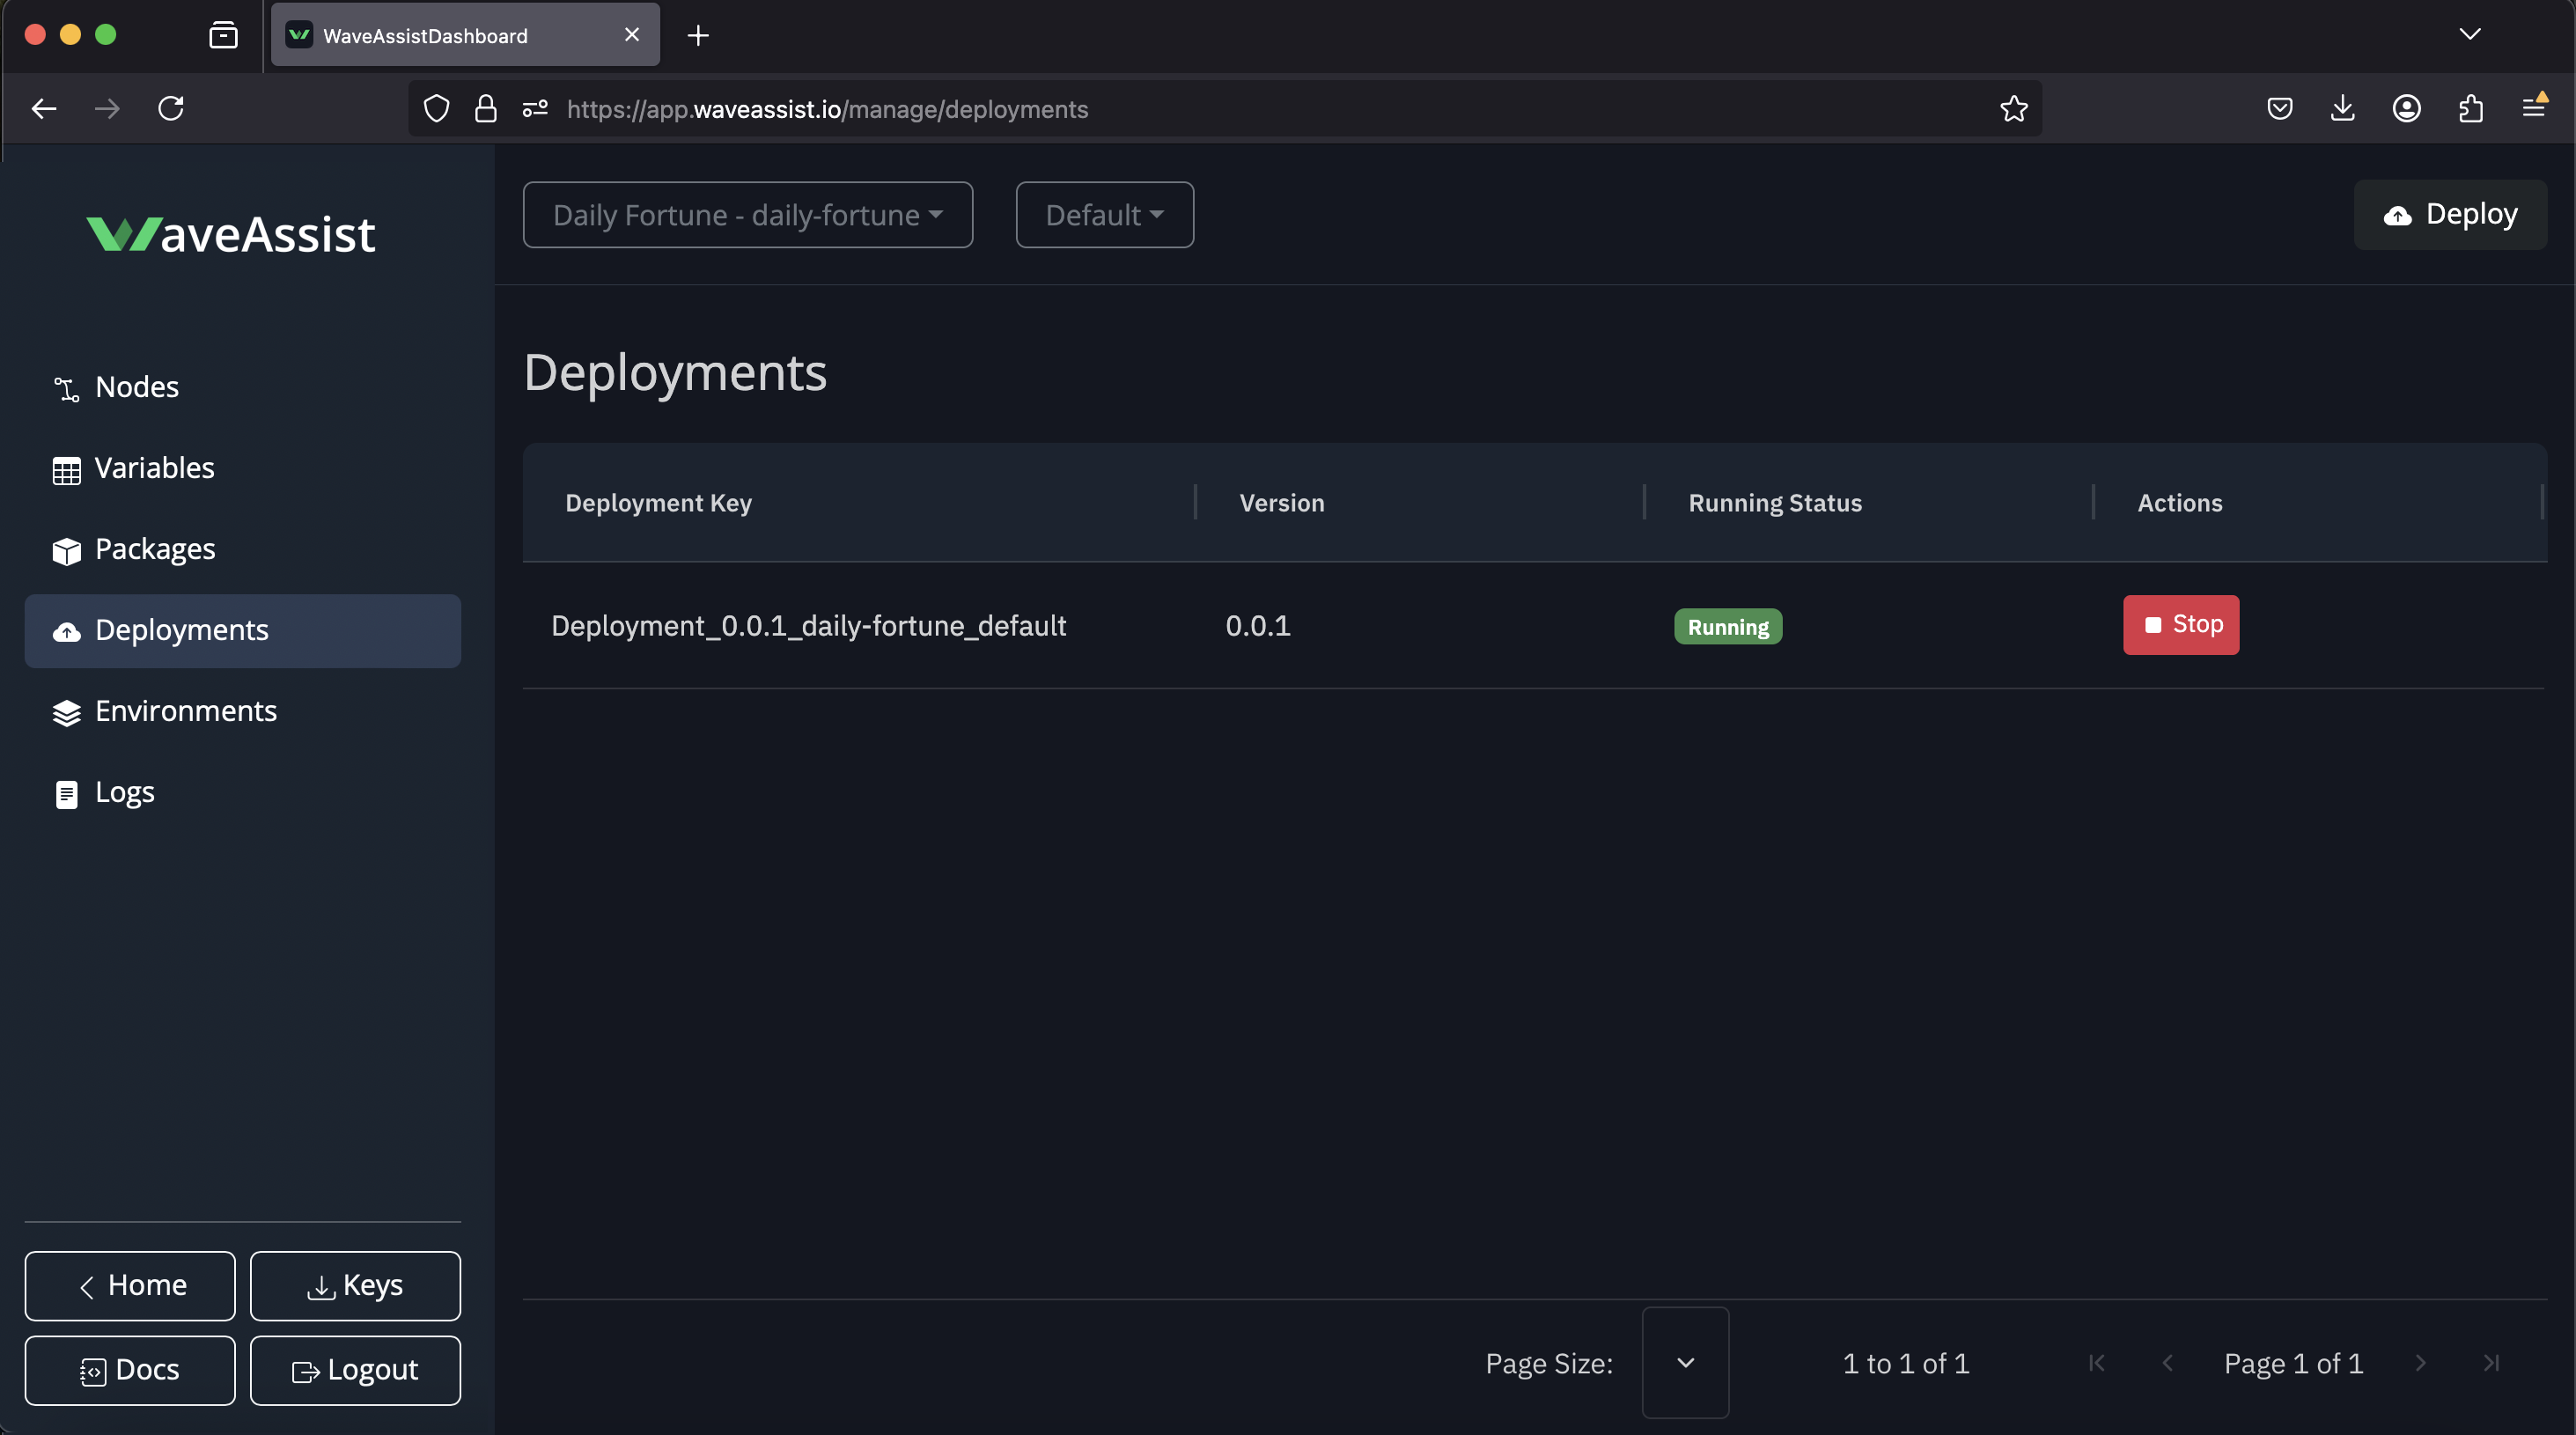 WaveAssistDashboard
https://app.waveassist.io/manage/deployments
WaveAssist
Daily Fortune - daily-fortune
Default
Deploy
Nodes
Variables
Packages
Deployments
Environments
Logs
Deployments
Deployment Key
Version
Running Status
Actions
Deployment_0.0.1_daily-fortune_default
0.0.1
Running
Stop
Home
Keys
Docs
Logout
Page Size:
1 to 1 of 1
Page 1 of 1